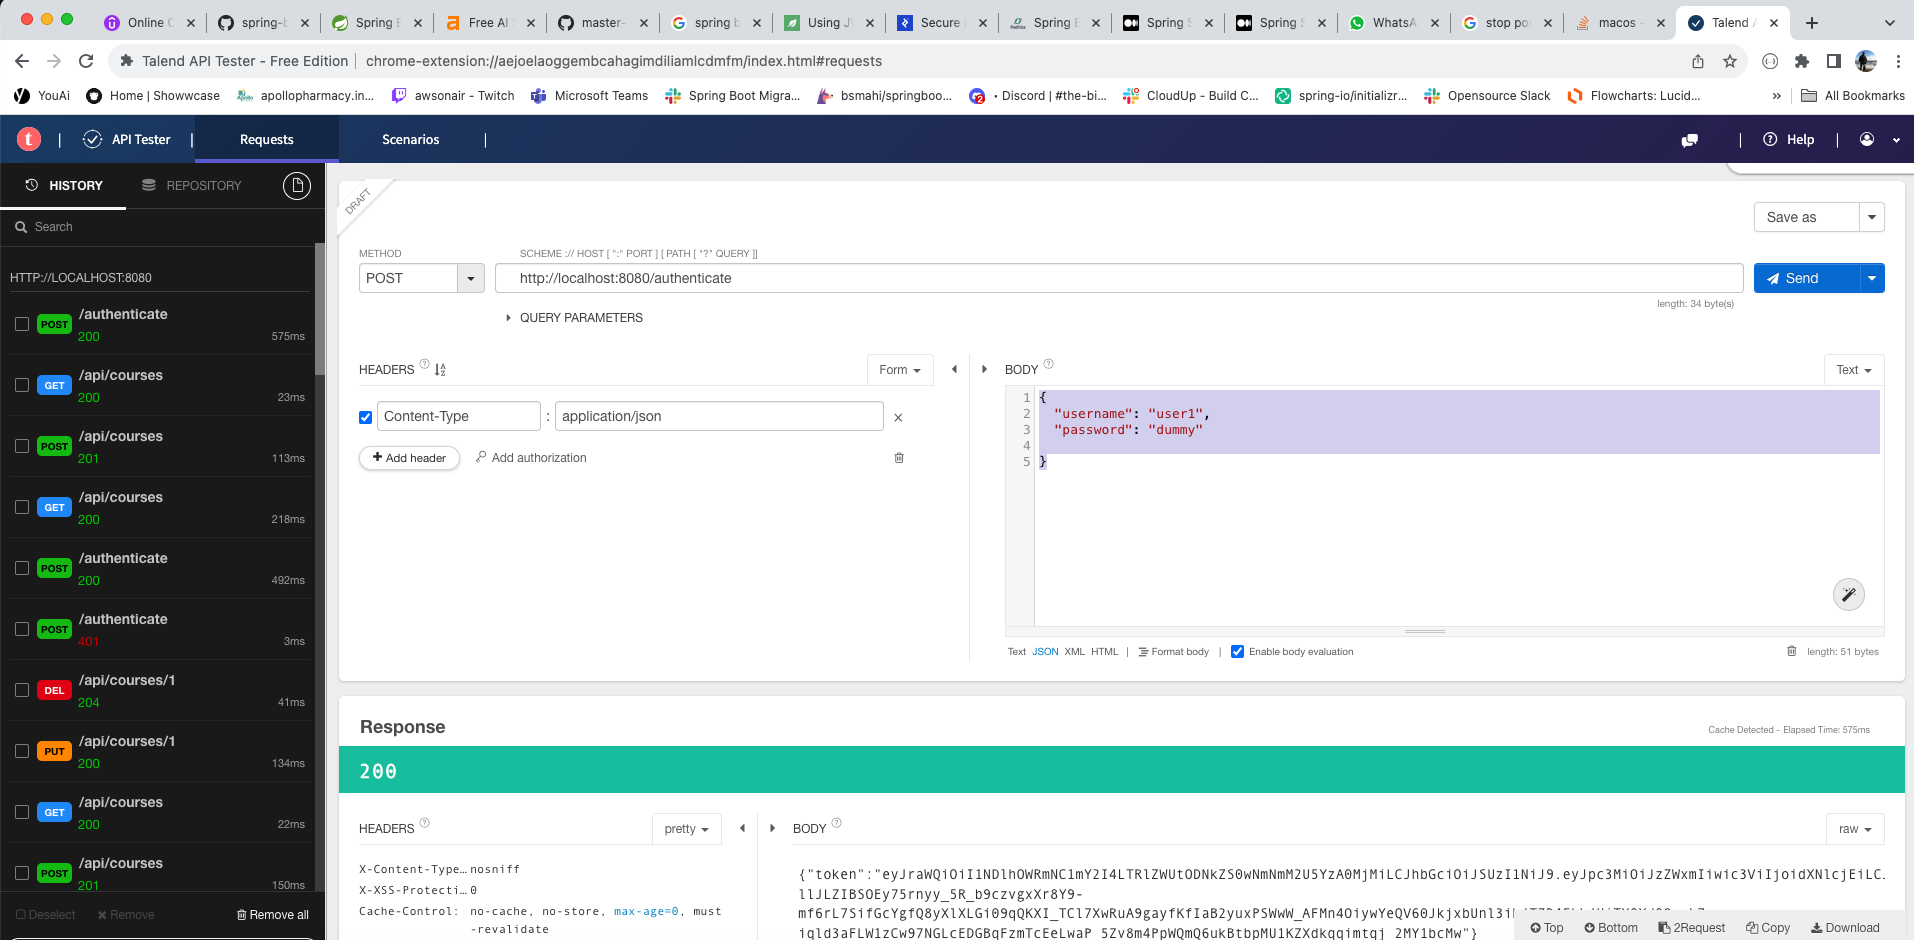 Online C
spring-b
Spring B
Free AI
master-
spring b
Using JV
Secure
Spring B
Spring S
Spring S
WhatsA
stop por
macos -
Talend A
Talend API Tester - Free Edition
chrome-extension://aejoelaoggembcahagimdiliamlcdmfm/index.html#requests
YouAi
Home | Showwcase
apollopharmacy.in...
awsonair - Twitch
Microsoft Teams
Spring Boot Migra...
bsmahi/springboo...
• Discord | #the-bi...
CloudUp - Build C...
spring-io/initializr...
Opensource Slack
Flowcharts: Lucid...
»
All Bookmarks
t | API Tester | Requests Scenarios |
| Help |
HISTORY REPOSITORY
Search
HTTP://LOCALHOST:8080
POST /authenticate
200 575ms
GET /api/courses
200 23ms
POST /api/courses
201 113ms
GET /api/courses
200 218ms
POST /authenticate
200 492ms
POST /authenticate
401 3ms
DEL /api/courses/1
204 41ms
PUT /api/courses/1
200 134ms
GET /api/courses
200 22ms
POST /api/courses
201 150ms
Deselect Remove Remove all
DRAFT
Save as
METHOD SCHEME :// HOST [ ":" PORT ] [ PATH [ "?" QUERY ]]
POST http://localhost:8080/authenticate Send
length: 34 byte(s)
QUERY PARAMETERS
HEADERS Form
Content-Type : application/json ×
+ Add header Add authorization
BODY Text
1 {
2 "username": "user1",
3 "password": "dummy"
4
5 }
Text JSON XML HTML | Format body | Enable body evaluation length: 51 bytes
Response
Cache Detected - Elapsed Time: 575ms
200
HEADERS pretty
X-Content-Type… nosniff
X-XSS-Protecti… 0
Cache-Control: no-cache, no-store, max-age=0, must
-revalidate
BODY raw
{"token":"eyJraWQiOiI1NDlhOWRmNC1mY2I4LTRlZWUtODNkZS0wNmNmM2U5YzA0MjMiLCJhbGciOiJSUzI1NiJ9.eyJpc3MiOiJzZWxmIiwic3ViIjoidXNlcjEiLC
llJLZIBSOEy75rnyy_5R_b9czvgxXr8Y9-
mf6rL7SifGcYgfQ8yXlXLGi09qQKXI_TCl7XwRuA9gayfKfIaB2yuxPSWwW_AFMn4OiywYeQV60JkjxbUnl3i
iqld3aFLW1zCw97NGLcEDGBqFzmTcEeLwaP_5Zv8m4PpWQmQ6ukBtbpMU1KZXdkqqimtqj_2MY1bcMw"}
Top Bottom 2Request Copy Download